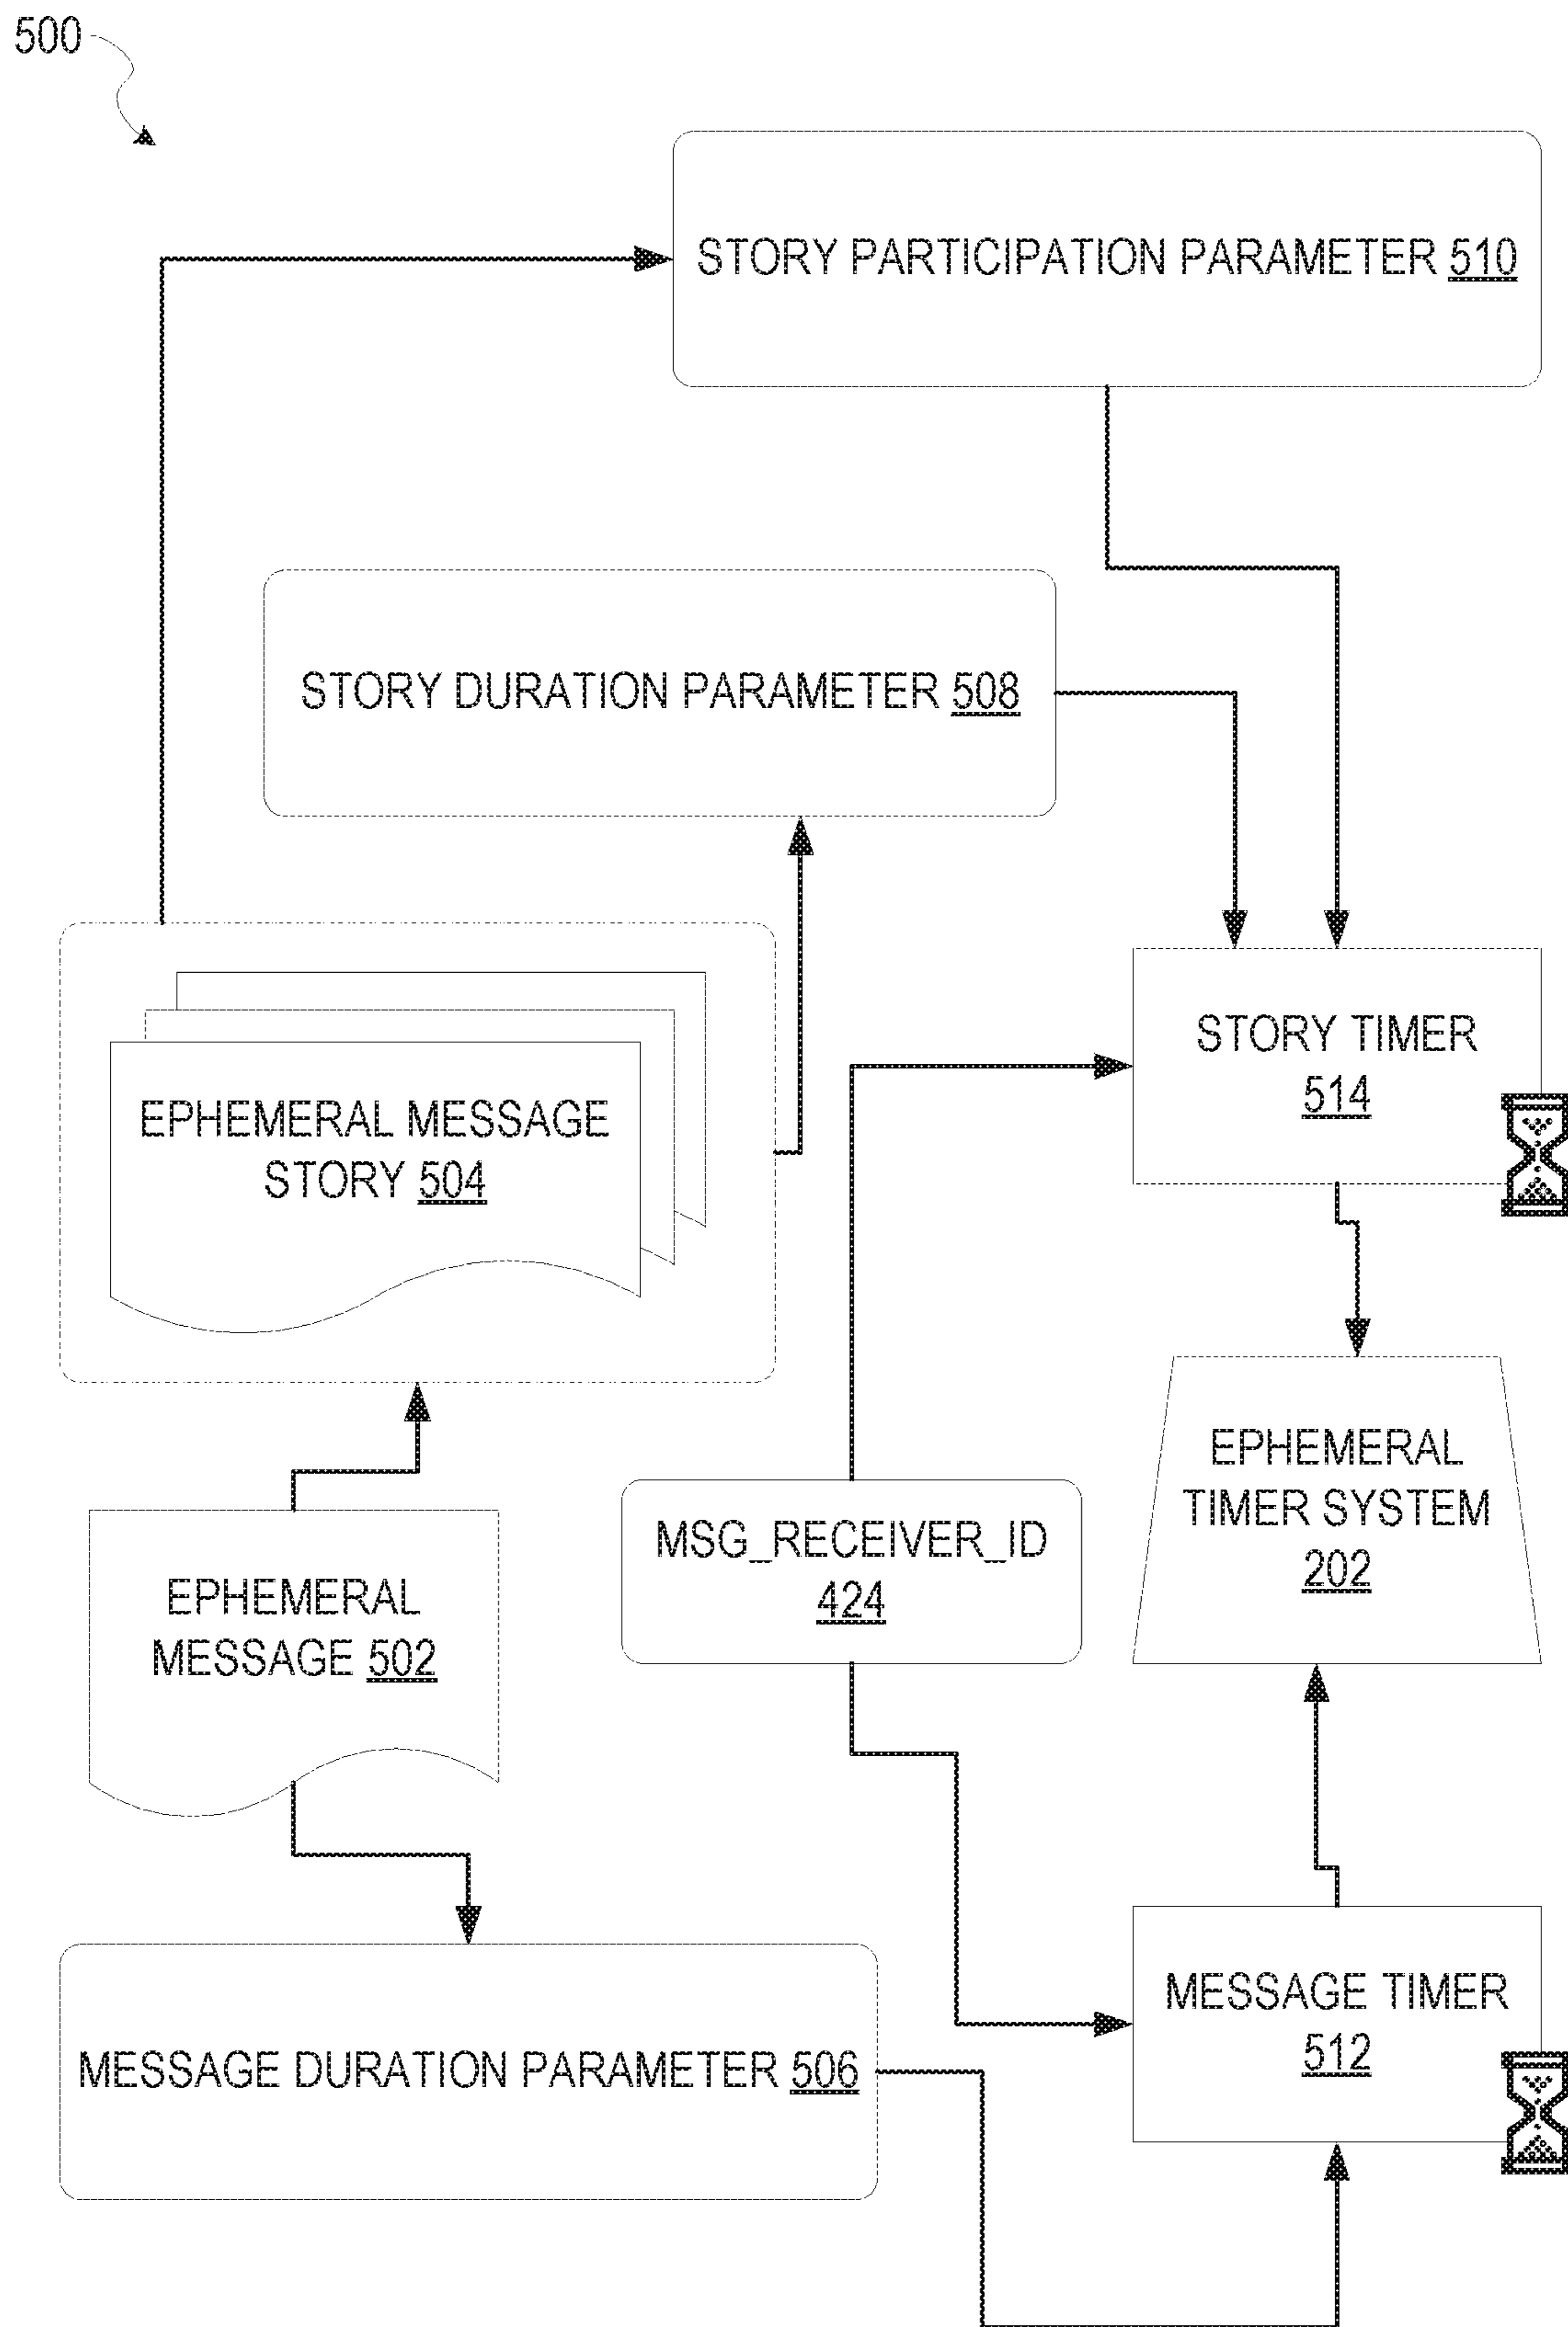 500
STORY PARTICIPATION PARAMETER 510
STORY DURATION PARAMETER 508
EPHEMERAL MESSAGE
STORY 504
STORY TIMER
514
EPHEMERAL
TIMER SYSTEM
202
MSG_RECEIVER_ID
424
EPHEMERAL
MESSAGE 502
MESSAGE TIMER
512
MESSAGE DURATION PARAMETER 506